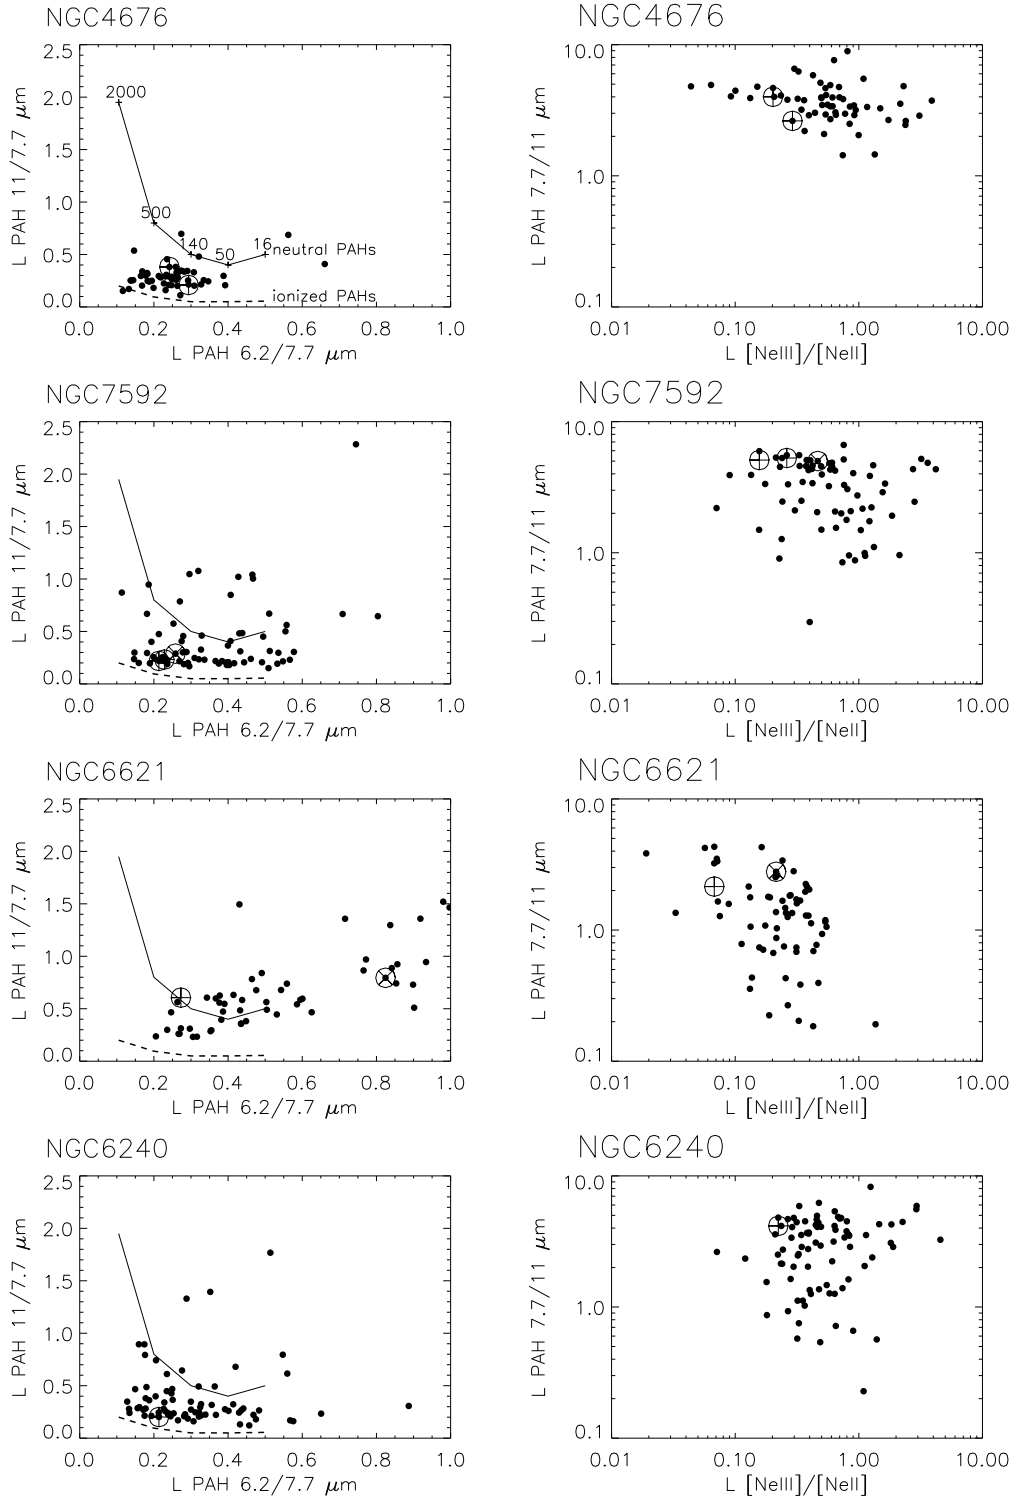 NGC4676
NGC4676
2.5
2.0
1.5
1.0
0.5
0.0
L PAH 11/7.7 μm
2000
500
140
50
16
neutral PAHs
ionized PAHs
0.0 0.2 0.4 0.6 0.8 1.0
L PAH 6.2/7.7 μm
10.0
1.0
0.1
L PAH 7.7/11 μm
0.01 0.10 1.00 10.00
L [NeIII]/[NeII]
NGC7592
NGC7592
2.5
2.0
1.5
1.0
0.5
0.0
L PAH 11/7.7 μm
0.0 0.2 0.4 0.6 0.8 1.0
L PAH 6.2/7.7 μm
10.0
1.0
0.1
L PAH 7.7/11 μm
0.01 0.10 1.00 10.00
L [NeIII]/[NeII]
NGC6621
NGC6621
2.5
2.0
1.5
1.0
0.5
0.0
L PAH 11/7.7 μm
0.0 0.2 0.4 0.6 0.8 1.0
L PAH 6.2/7.7 μm
10.0
1.0
0.1
L PAH 7.7/11 μm
0.01 0.10 1.00 10.00
L [NeIII]/[NeII]
NGC6240
NGC6240
2.5
2.0
1.5
1.0
0.5
0.0
L PAH 11/7.7 μm
0.0 0.2 0.4 0.6 0.8 1.0
L PAH 6.2/7.7 μm
10.0
1.0
0.1
L PAH 7.7/11 μm
0.01 0.10 1.00 10.00
L [NeIII]/[NeII]